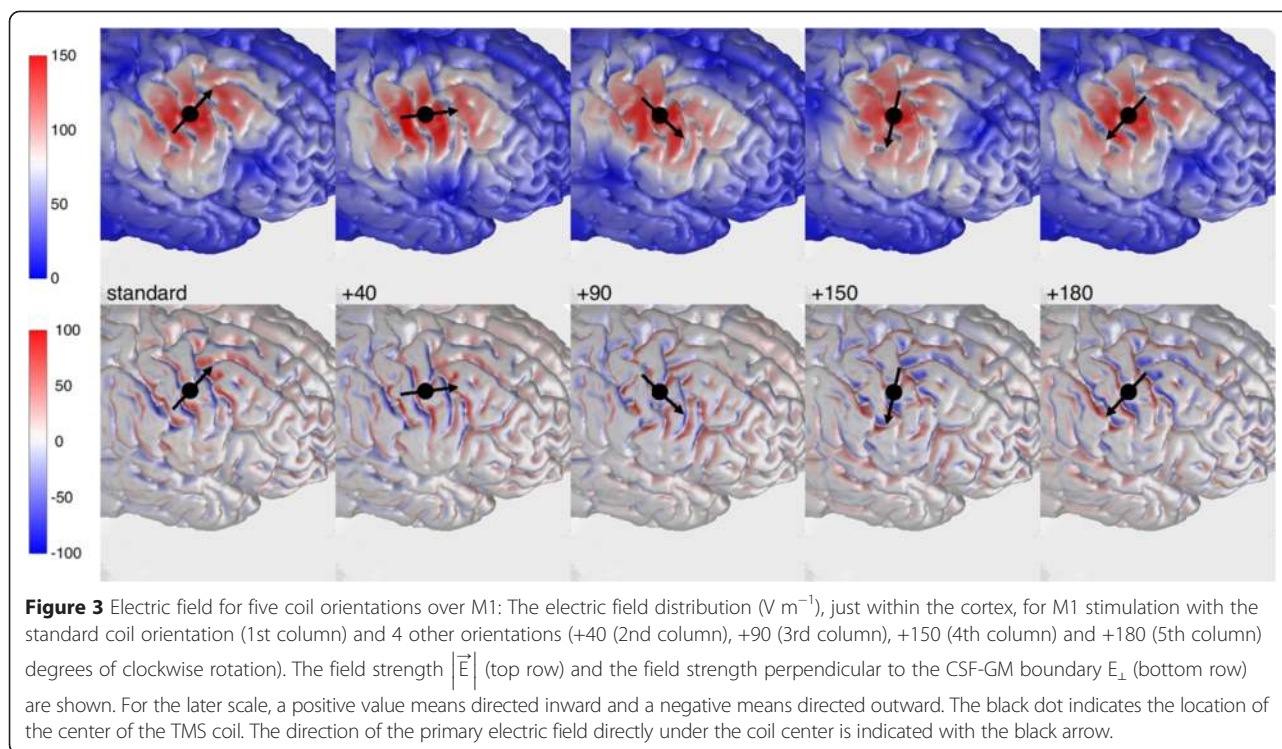 150
100
50
0
standard
+40
+90
+150
+180
100
50
0
-50
-100
Figure 3 Electric field for five coil orientations over M1: The electric field distribution (V m−1), just within the cortex, for M1 stimulation with the
standard coil orientation (1st column) and 4 other orientations (+40 (2nd column), +90 (3rd column), +150 (4th column) and +180 (5th column)
degrees of clockwise rotation). The field strength |E→| (top row) and the field strength perpendicular to the CSF-GM boundary E⊥ (bottom row)
are shown. For the later scale, a positive value means directed inward and a negative means directed outward. The black dot indicates the location of
the center of the TMS coil. The direction of the primary electric field directly under the coil center is indicated with the black arrow.